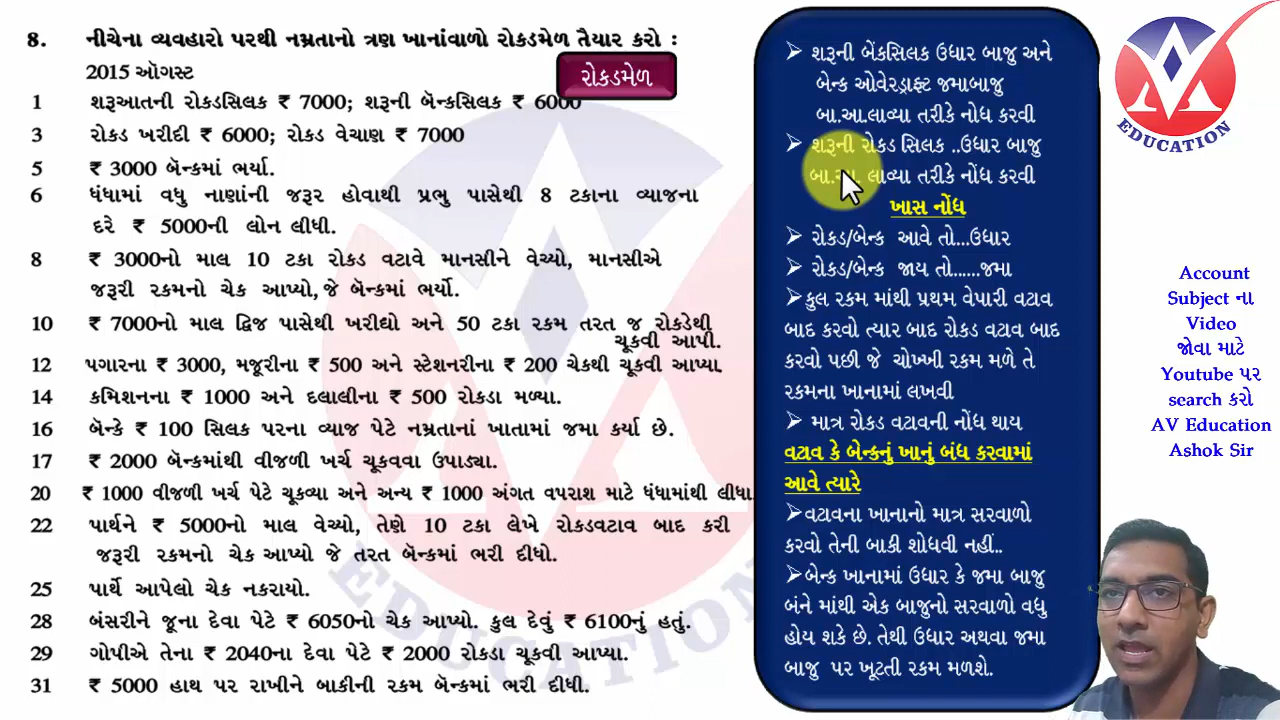 8. નીચેના વ્યવહારો પરથી નમ્રતાનો ત્રણ ખાનાંવાળો રોકડમેળ તૈયાર કરો :
2015 ઑગસ્ટ
રોકડમેળ
1 શરૂઆતની રોકડસિલક ₹ 7000; શરૂની બૅન્કસિલક ₹ 6000
3 રોકડ ખરીદી ₹ 6000; રોકડ વેચાણ ₹ 7000
5 ₹ 3000 બૅન્કમાં ભર્યા.
6 ધંધામાં વધુ નાણાંની જરૂર હોવાથી પ્રભુ પાસેથી 8 ટકાના વ્યાજના
દરે ₹ 5000ની લોન લીધી.
8 ₹ 3000નો માલ 10 ટકા રોકડ વટાવે માનસીને વેચ્યો, માનસીએ
જરૂરી રકમનો ચેક આપ્યો, જે બૅન્કમાં ભર્યો.
10 ₹ 7000નો માલ દ્વિજ પાસેથી ખરીદ્યો અને 50 ટકા રકમ તરત જ રોકડેથી
ચૂકવી આપી.
12 પગારના ₹ 3000, મજૂરીના ₹ 500 અને સ્ટેશનરીના ₹ 200 ચેકથી ચૂકવી આપ્યા.
14 કમિશનના ₹ 1000 અને દલાલીના ₹ 500 રોકડા મળ્યા.
16 બૅન્કે ₹ 100 સિલક પરના વ્યાજ પેટે નમ્રતાનાં ખાતામાં જમા કર્યા છે.
17 ₹ 2000 બૅન્કમાંથી વીજળી ખર્ચ ચૂકવવા ઉપાડ્યા.
20 ₹ 1000 વીજળી ખર્ચ પેટે ચૂકવ્યા અને અન્ય ₹ 1000 અંગત વપરાશ માટે ધંધામાંથી લીધા.
22 પાર્થને ₹ 5000નો માલ વેચ્યો, તેણે 10 ટકા લેખે રોકડવટાવ બાદ કરી
જરૂરી રકમનો ચેક આપ્યો જે તરત બૅન્કમાં ભરી દીધો.
25 પાર્થે આપેલો ચેક નકરાયો.
28 બંસરીને જૂના દેવા પેટે ₹ 6050નો ચેક આપ્યો. કુલ દેવું ₹ 6100નું હતું.
29 ગોપીએ તેના ₹ 2040ના દેવા પેટે ₹ 2000 રોકડા ચૂકવી આપ્યા.
31 ₹ 5000 હાથ પર રાખીને બાકીની રકમ બૅન્કમાં ભરી દીધી.
➢ શરૂની બેંકસિલક ઉધાર બાજુ અને
બેન્ક ઓવેરડ્રાફ્ટ જમાબાજુ
બા.આ.લાવ્યા તરીકે નોધ કરવી
➢ શરૂની રોકડ સિલક ..ઉધાર બાજુ
બા.આ. લાવ્યા તરીકે નોંધ કરવી
ખાસ નોંધ
➢ રોકડ/બેન્ક આવે તો...ઉધાર
➢ રોકડ/બેન્ક જાય તો......જમા
➢કુલ રકમ માંથી પ્રથમ વેપારી વટાવ
બાદ કરવો ત્યાર બાદ રોકડ વટાવ બાદ
કરવો પછી જે ચોખ્ખી રકમ મળે તે
રકમના ખાનામાં લખવી
➢ માત્ર રોકડ વટાવની નોંધ થાય
વટાવ કે બેન્કનું ખાનું બંધ કરવામાં
આવે ત્યારે
➢વટાવના ખાનાનો માત્ર સરવાળો
કરવો તેની બાકી શોધવી નહીં..
➢બેન્ક ખાનામાં ઉધાર કે જમા બાજુ
બંને માંથી એક બાજુનો સરવાળો વધુ
હોય શકે છે. તેથી ઉધાર અથવા જમા
બાજુ પર ખૂટતી રકમ મળશે.
EDUCATION
Account
Subject ના
Video
જોવા માટે
Youtube પર
search કરો
AV Education
Ashok Sir
EDUCATION